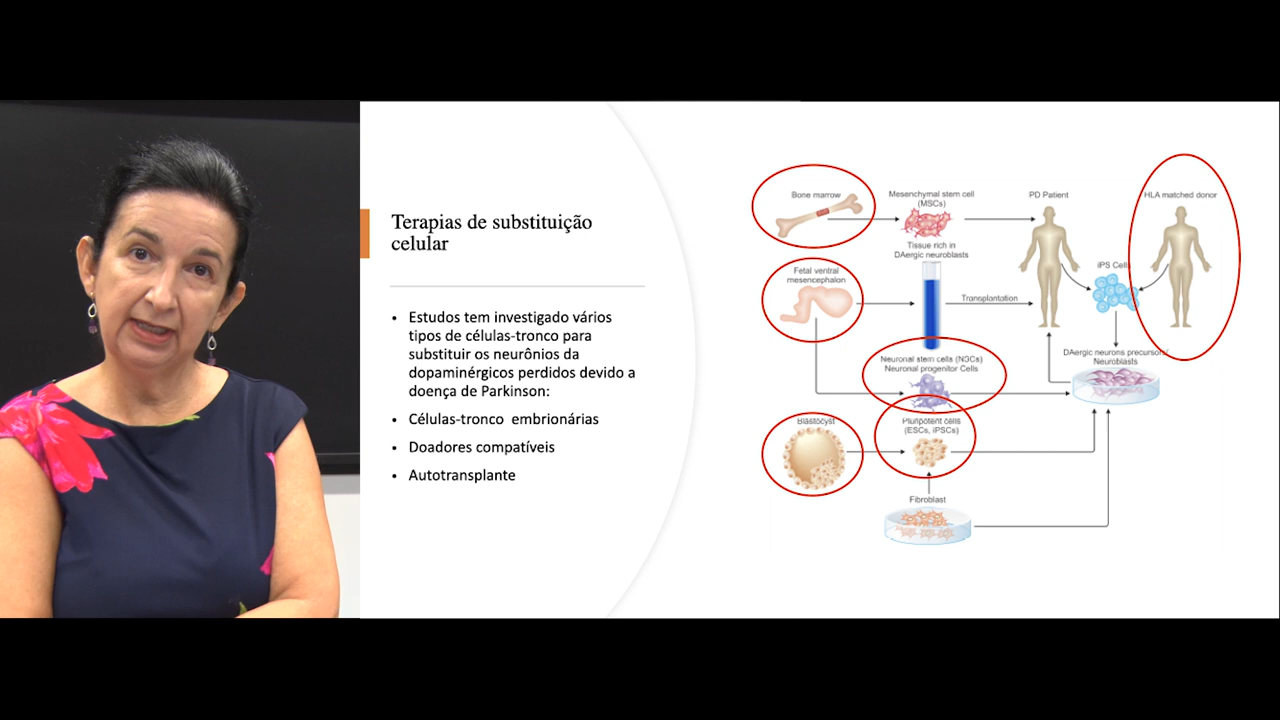 Terapias de substituição
celular
• Estudos tem investigado vários
tipos de células-tronco para
substituir os neurônios da
dopaminérgicos perdidos devido a
doença de Parkinson:
• Células-tronco embrionárias
• Doadores compatíveis
• Autotransplante
Bone marrow
Mesenchymal stem cell
(MSCs)
PD Patient
HLA matched donor
Tissue rich in
DAergic neuroblasts
Fetal ventral
mesencephalon
iPS Cells
Transplantation
Neuronal stem cells (NSCs)
Neuronal progenitor Cells
DAergic neurons precursor/
Neuroblasts
Blastocyst
Pluripotent cells
(ESCs, iPSCs)
Fibroblast